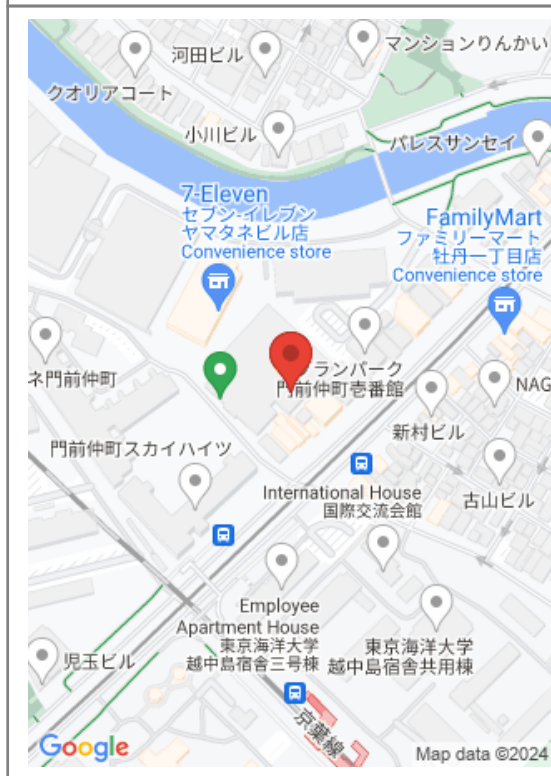 河田ビル
マンションりんかい
クオリアコート
小川ビル
パレスサンセイ
7-Eleven
セブン-イレブン
ヤマタネビル店
Convenience store
FamilyMart
ファミリーマート
牡丹一丁目店
Convenience store
ネ門前仲町
ランパーク
門前仲町壱番館
NAG
新村ビル
門前仲町スカイハイツ
International House
国際交流会館
古山ビル
Employee
Apartment House
東京海洋大学
越中島宿舎三号棟
東京海洋大学
越中島宿舎共用棟
児玉ビル
京葉線
Google
Map data ©2024